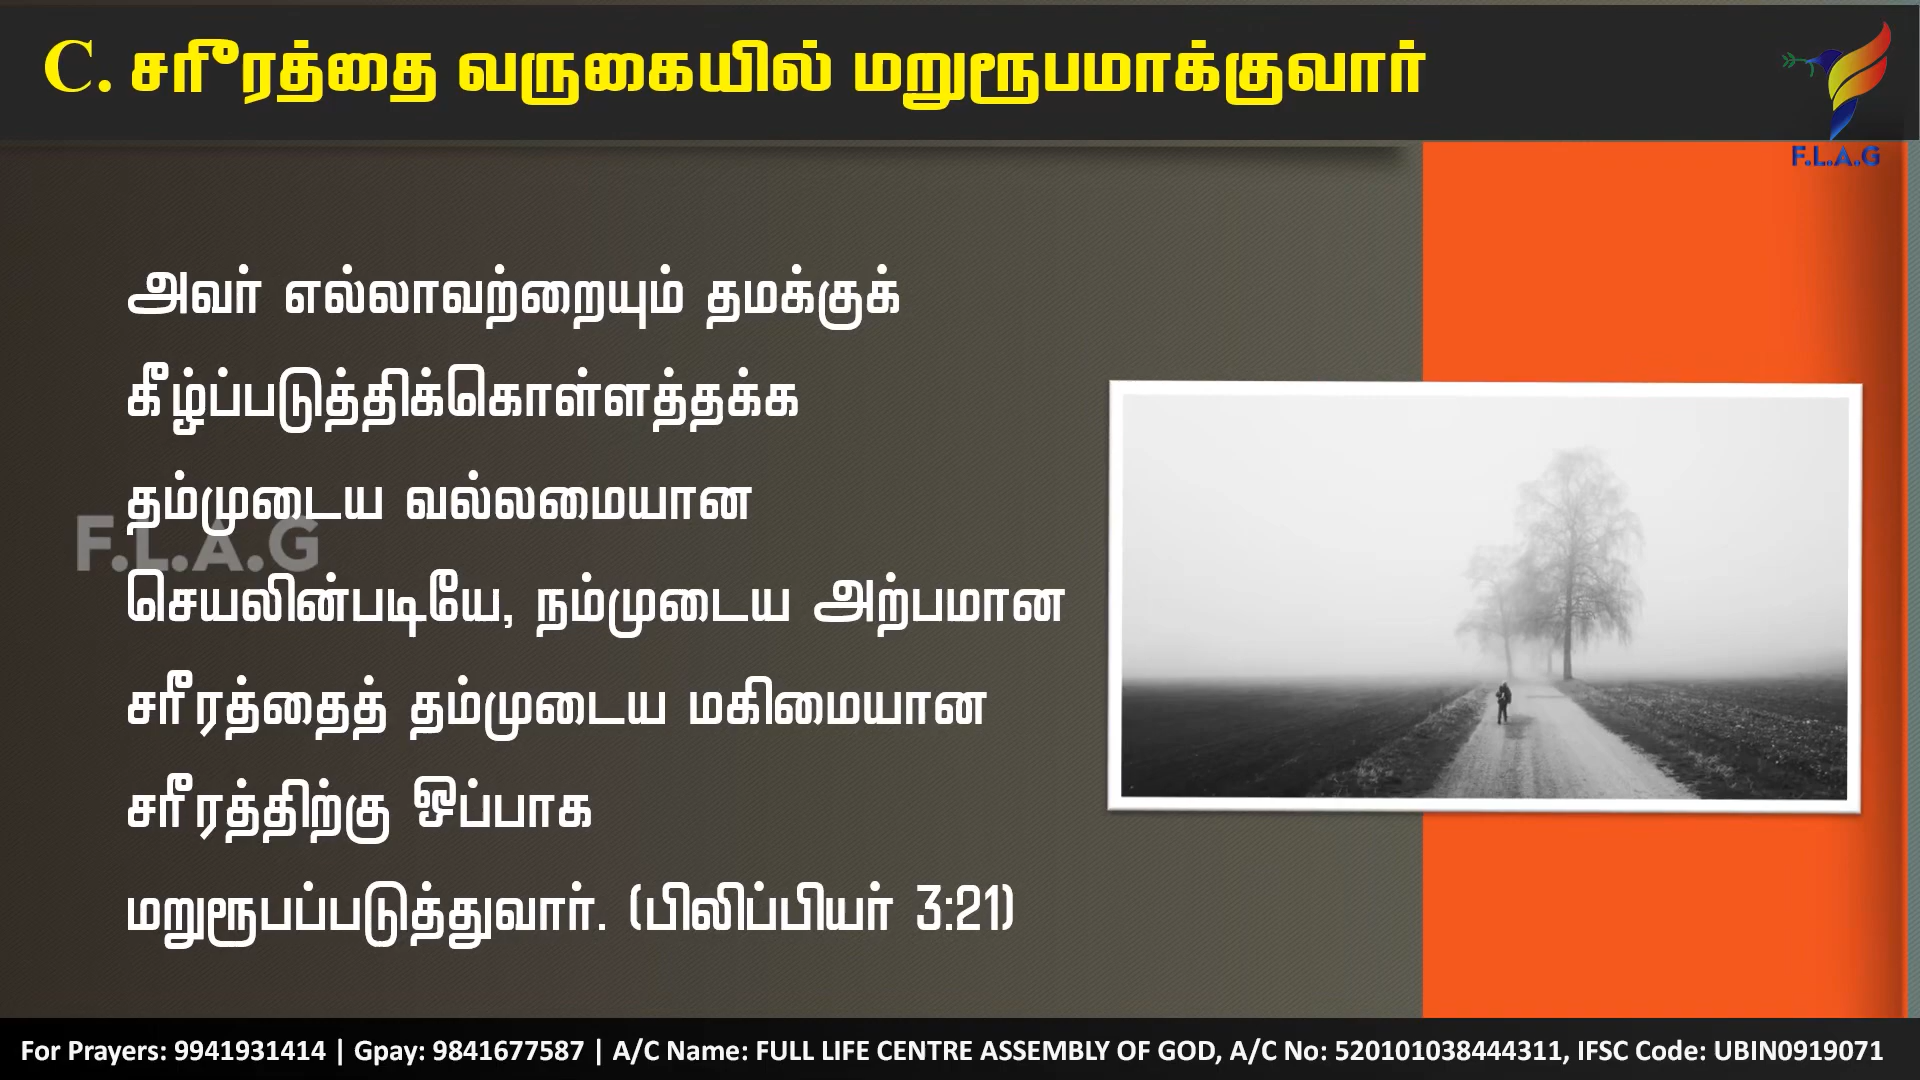 C. சரீரத்தை வருகையில் மறுரூபமாக்குவார்
F.L.A.G
அவர் எல்லாவற்றையும் தமக்குக்
கீழ்ப்படுத்திக்கொள்ளத்தக்க
தம்முடைய வல்லமையான
F.L.A.G
செயலின்படியே, நம்முடைய அற்பமான
சரீரத்தைத் தம்முடைய மகிமையான
சரீரத்திற்கு ஒப்பாக
மறுரூபப்படுத்துவார். (பிலிப்பியர் 3:21)
For Prayers: 9941931414 | Gpay: 9841677587 | A/C Name: FULL LIFE CENTRE ASSEMBLY OF GOD, A/C No: 520101038444311, IFSC Code: UBIN0919071